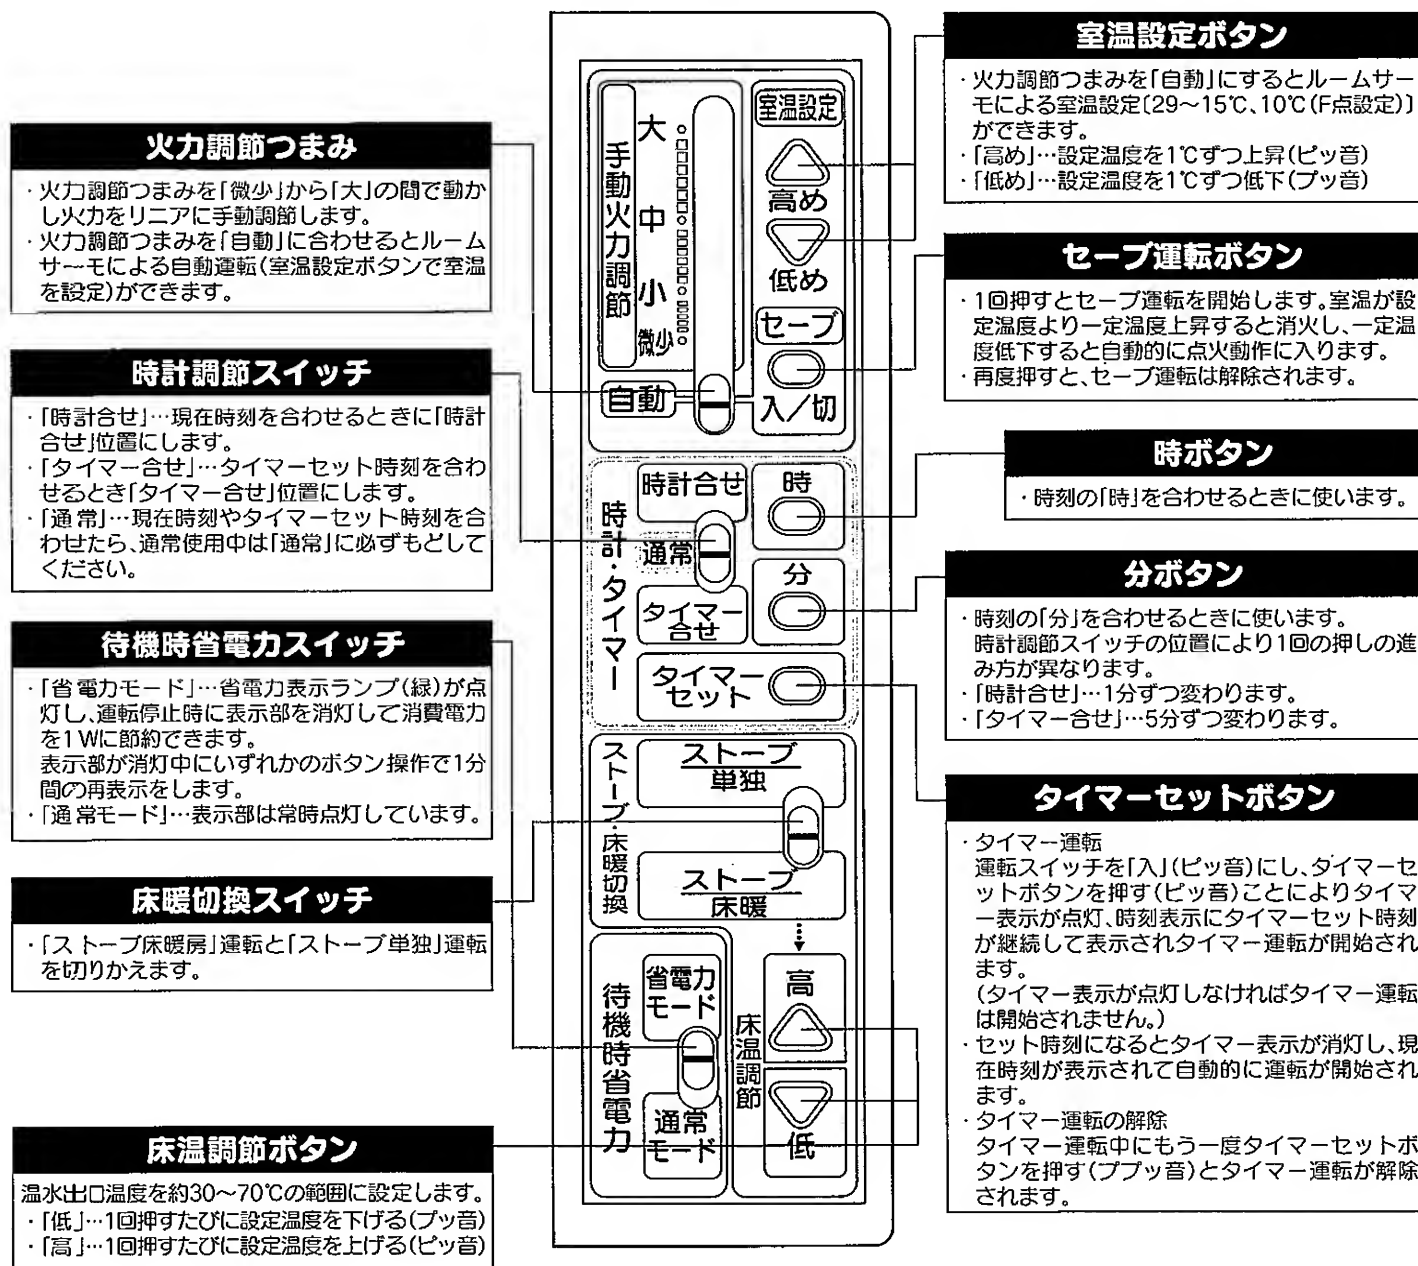 火力調節つまみ
・火力調節つまみを「微少」から「大」の間で動か
し火力をリニアに手動調節します。
・火力調節つまみを「自動」に合わせるとルーム
サーモによる自動運転(室温設定ボタンで室温
を設定)ができます。
時計調節スイッチ
・「時計合せ」…現在時刻を合わせるときに「時計
合せ」位置にします。
・「タイマー合せ」…タイマーセット時刻を合わ
せるとき「タイマー合せ」位置にします。
・「通常」…現在時刻やタイマーセット時刻を合
わせたら、通常使用中は「通常」に必ずもどして
ください。
待機時省電力スイッチ
・「省電力モード」…省電力表示ランプ(緑)が点
灯し、運転停止時に表示部を消灯して消費電力
を1Wに節約できます。
表示部が消灯中にいずれかのボタン操作で1分
間の再表示をします。
・「通常モード」…表示部は常時点灯しています。
床暖切換スイッチ
・「ストーブ床暖房」運転と「ストーブ単独」運転
を切りかえます。
床温調節ボタン
温水出口温度を約30〜70℃の範囲に設定します。
・「低」…1回押すたびに設定温度を下げる(プッ音)
・「高」…1回押すたびに設定温度を上げる(ピッ音)
手動火力調節
大
中
小
微少
自動
室温設定
高め
低め
セーブ
入／切
時計・タイマー
時計合せ
通常
タイマー
合せ
時
分
タイマー
セット
ストーブ・床暖切換
ストーブ
単独
ストーブ
床暖
待機時省電力
省電力
モード
通常
モード
床温調節
高
低
室温設定ボタン
・火力調節つまみを「自動」にするとルームサー
モによる室温設定〔29〜15℃、10℃(F点設定)〕
ができます。
・「高め」…設定温度を1℃ずつ上昇(ピッ音)
・「低め」…設定温度を1℃ずつ低下(プッ音)
セーブ運転ボタン
・1回押すとセーブ運転を開始します。室温が設
定温度より一定温度上昇すると消火し、一定温
度低下すると自動的に点火動作に入ります。
・再度押すと、セーブ運転は解除されます。
時ボタン
・時刻の「時」を合わせるときに使います。
分ボタン
・時刻の「分」を合わせるときに使います。
時計調節スイッチの位置により1回の押しの進
み方が異なります。
・「時計合せ」…1分ずつ変わります。
・「タイマー合せ」…5分ずつ変わります。
タイマーセットボタン
・タイマー運転
運転スイッチを「入」(ピッ音)にし、タイマーセ
ットボタンを押す(ピッ音)ことによりタイマ
ー表示が点灯、時刻表示にタイマーセット時刻
が継続して表示されタイマー運転が開始され
ます。
(タイマー表示が点灯しなければタイマー運転
は開始されません。)
・セット時刻になるとタイマー表示が消灯し、現
在時刻が表示されて自動的に運転が開始され
ます。
・タイマー運転の解除
タイマー運転中にもう一度タイマーセットボ
タンを押す(ププッ音)とタイマー運転が解除
されます。